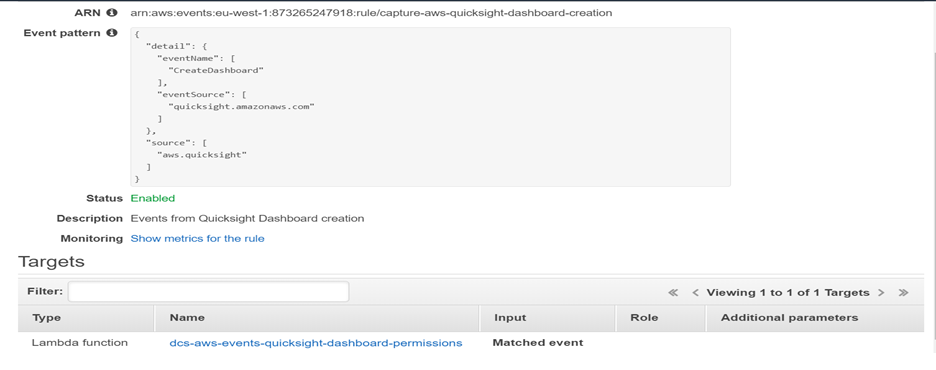 ARN arn:aws:events:eu-west-1:873265247918:rule/capture-aws-quicksight-dashboard-creation
Event pattern {
"detail": {
"eventName": [
"CreateDashboard"
],
"eventSource": [
"quicksight.amazonaws.com"
]
},
"source": [
"aws.quicksight"
]
}
Status Enabled
Description Events from Quicksight Dashboard creation
Monitoring Show metrics for the rule
Targets
Filter: « < Viewing 1 to 1 of 1 Targets > »
Type Name Input Role Additional parameters
Lambda function dcs-aws-events-quicksight-dashboard-permissions Matched event